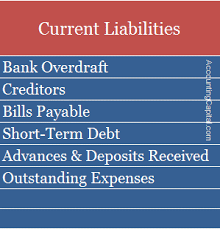 Current Liabilities
Bank Overdraft
Creditors
Bills Payable
Short-Term Debt
Advances & Deposits Received
Outstanding Expenses
AccountingCapital.com